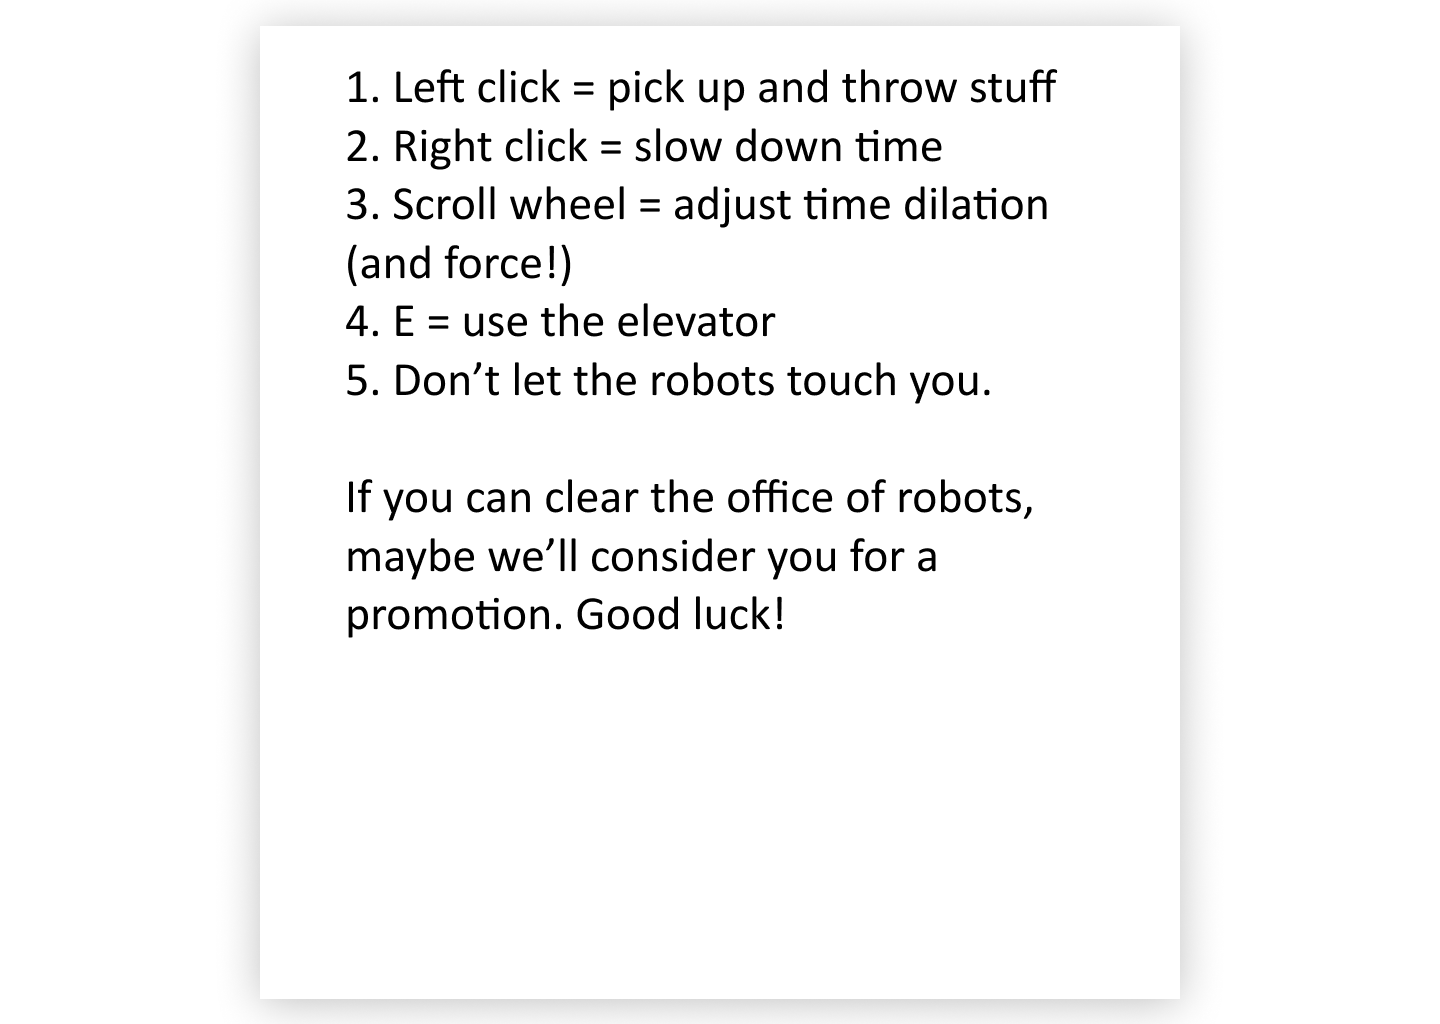 1. Left click = pick up and throw stuff
2. Right click = slow down time
3. Scroll wheel = adjust time dilation
(and force!)
4. E = use the elevator
5. Don’t let the robots touch you.
If you can clear the office of robots,
maybe we’ll consider you for a
promotion. Good luck!